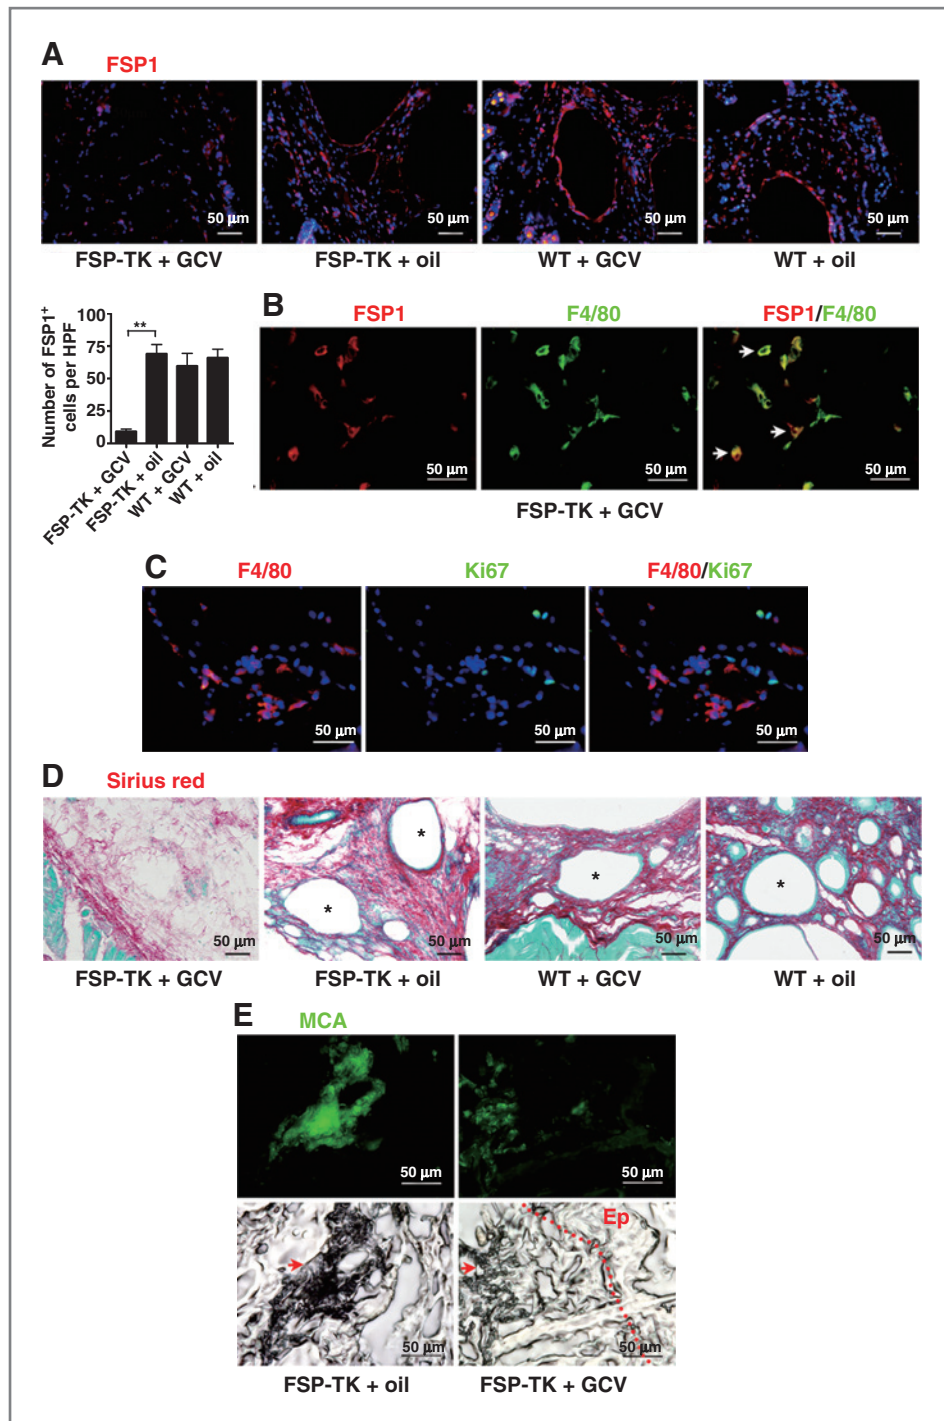 A
FSP1
50 µm
50 µm
50 µm
50 µm
FSP-TK + GCV
FSP-TK + oil
WT + GCV
WT + oil
Number of FSP1+
cells per HPF
100
75
50
25
0
**
FSP-TK + GCV
FSP-TK + oil
WT + GCV
WT + oil
B
FSP1
F4/80
FSP1/F4/80
50 µm
50 µm
50 µm
FSP-TK + GCV
C
F4/80
Ki67
F4/80/Ki67
50 µm
50 µm
50 µm
D
Sirius red
*
*
*
*
50 µm
50 µm
50 µm
50 µm
FSP-TK + GCV
FSP-TK + oil
WT + GCV
WT + oil
E
MCA
50 µm
50 µm
Ep
50 µm
50 µm
FSP-TK + oil
FSP-TK + GCV